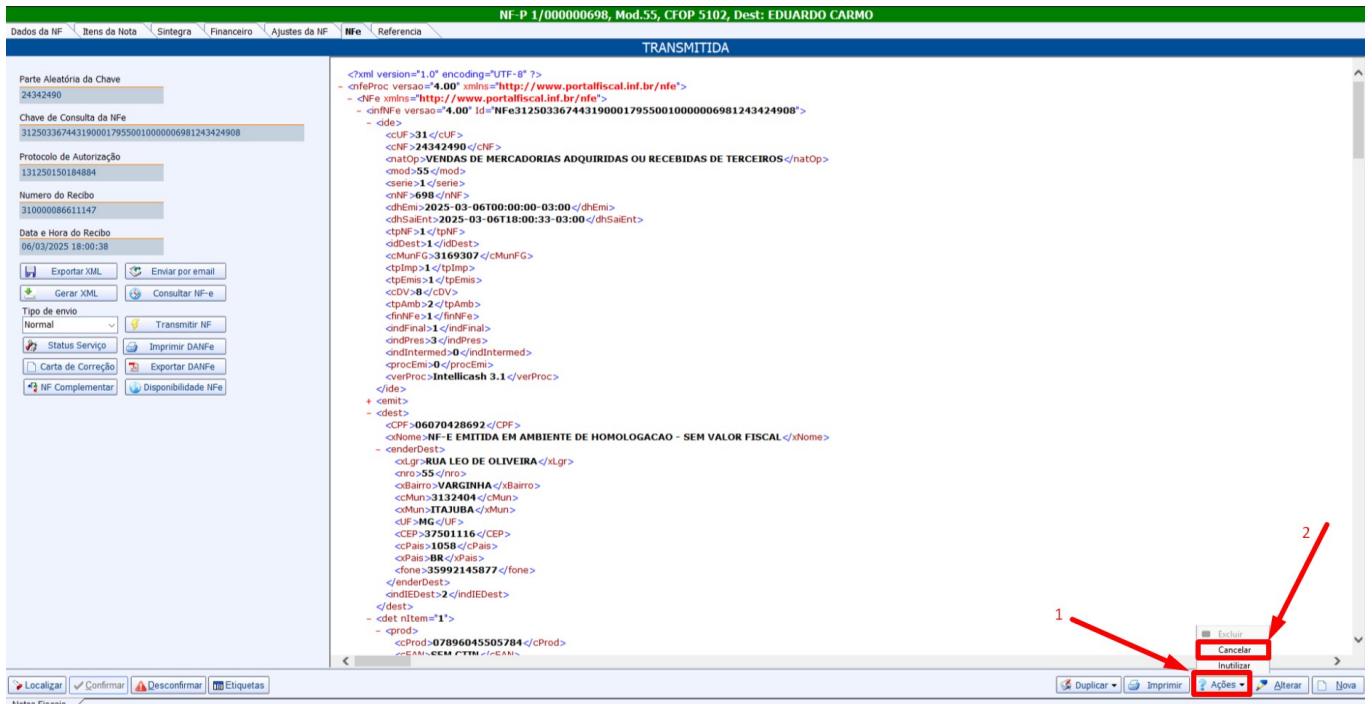 NF-P 1/000000698, Mod.55, CFOP 5102, Dest: EDUARDO CARMO
Dados da NF Itens da Nota Sintegra Financeiro Ajustes da NF NFe Referencia
TRANSMITIDA
Parte Aleatória da Chave
24342490
Chave de Consulta da NFe
31250336744319000179550010000006981243424908
Protocolo de Autorização
131250150184884
Numero do Recibo
310000086611147
Data e Hora do Recibo
06/03/2025 18:00:38
Exportar XML Enviar por email
Gerar XML Consultar NF-e
Tipo de envio
Normal Transmitir NF
Status Serviço Imprimir DANFe
Carta de Correção Exportar DANFe
NF Complementar Disponibilidade NFe
<?xml version="1.0" encoding="UTF-8" ?>
- <nfeProc versao="4.00" xmlns="http://www.portalfiscal.inf.br/nfe">
- <NFe xmlns="http://www.portalfiscal.inf.br/nfe">
- <infNFe versao="4.00" Id="NFe31250336744319000179550010000006981243424908">
- <ide>
<cUF>31</cUF>
<cNF>24342490</cNF>
<natOp>VENDAS DE MERCADORIAS ADQUIRIDAS OU RECEBIDAS DE TERCEIROS</natOp>
<mod>55</mod>
<serie>1</serie>
<nNF>698</nNF>
<dhEmi>2025-03-06T00:00:00-03:00</dhEmi>
<dhSaiEnt>2025-03-06T18:00:33-03:00</dhSaiEnt>
<tpNF>1</tpNF>
<idDest>1</idDest>
<cMunFG>3169307</cMunFG>
<tpImp>1</tpImp>
<tpEmis>1</tpEmis>
<cDV>8</cDV>
<tpAmb>2</tpAmb>
<finNFe>1</finNFe>
<indFinal>1</indFinal>
<indPres>3</indPres>
<indIntermed>0</indIntermed>
<procEmi>0</procEmi>
<verProc>Intellicash 3.1</verProc>
</ide>
+ <emit>
- <dest>
<CPF>06070428692</CPF>
<xNome>NF-E EMITIDA EM AMBIENTE DE HOMOLOGACAO - SEM VALOR FISCAL</xNome>
- <enderDest>
<xLgr>RUA LEO DE OLIVEIRA</xLgr>
<nro>55</nro>
<xBairro>VARGINHA</xBairro>
<cMun>3132404</cMun>
<xMun>ITAJUBA</xMun>
<UF>MG</UF>
<CEP>37501116</CEP>
<cPais>1058</cPais>
<xPais>BR</xPais>
<fone>35992145877</fone>
</enderDest>
<indIEDest>2</indIEDest>
</dest>
- <det nItem="1">
- <prod>
<cProd>07896045505784</cProd>
<cEAN>SEM GTIN</cEAN>
1
2
Excluir
Cancelar
Inutilizar
Localizar Confirmar Desconfirmar Etiquetas Duplicar Imprimir Ações Alterar Nova
Notas Fiscais